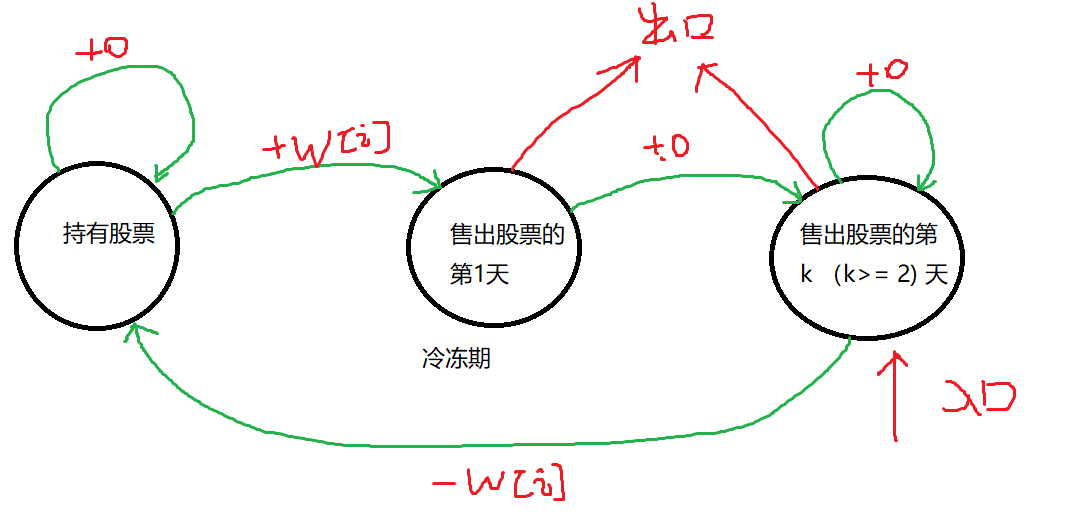 出口
+0
+0
+W[i]
+0
持有股票
售出股票的
第1天
售出股票的第
k (k>= 2) 天
冷冻期
入口
-W[i]